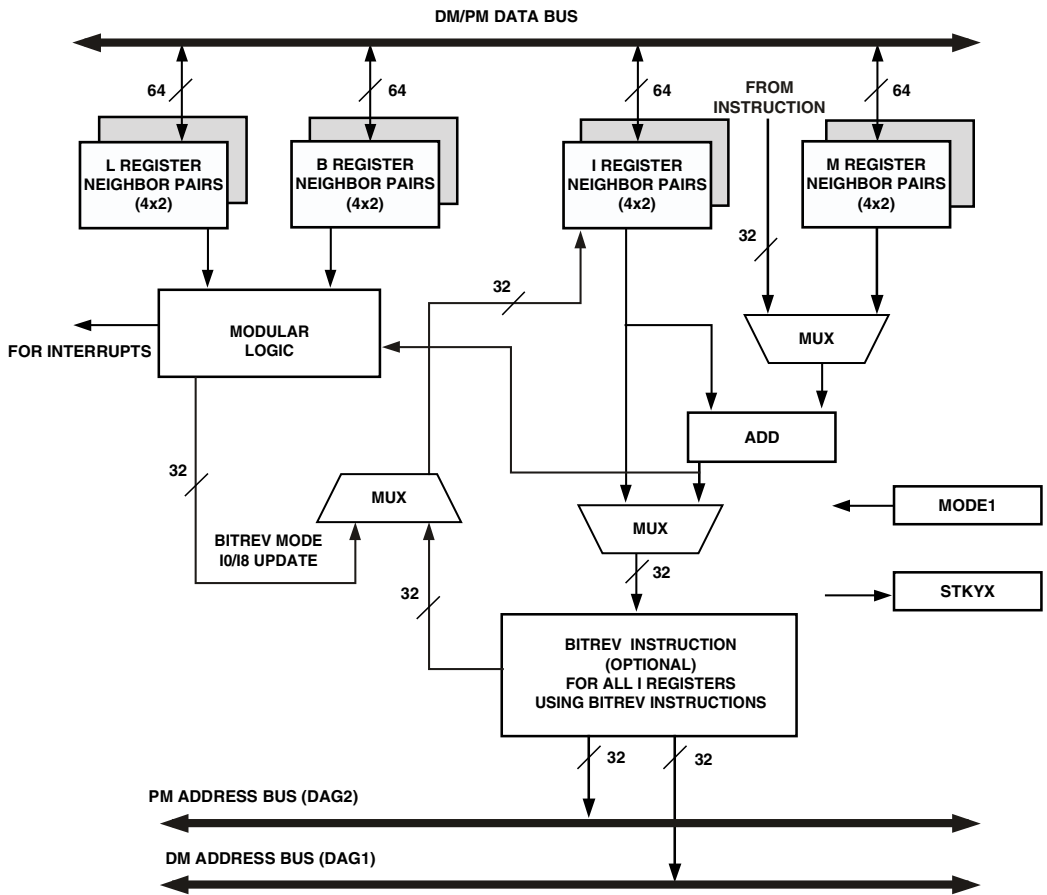 DM/PM DATA BUS
64
64
64
FROM
INSTRUCTION
64
L REGISTER
NEIGHBOR PAIRS
(4x2)
B REGISTER
NEIGHBOR PAIRS
(4x2)
I REGISTER
NEIGHBOR PAIRS
(4x2)
M REGISTER
NEIGHBOR PAIRS
(4x2)
32
32
MODULAR
LOGIC
FOR INTERRUPTS
MUX
ADD
32
MUX
MUX
MODE1
BITREV MODE
I0/I8 UPDATE
32
32
STKYX
BITREV INSTRUCTION
(OPTIONAL)
FOR ALL I REGISTERS
USING BITREV INSTRUCTIONS
32
32
PM ADDRESS BUS (DAG2)
DM ADDRESS BUS (DAG1)